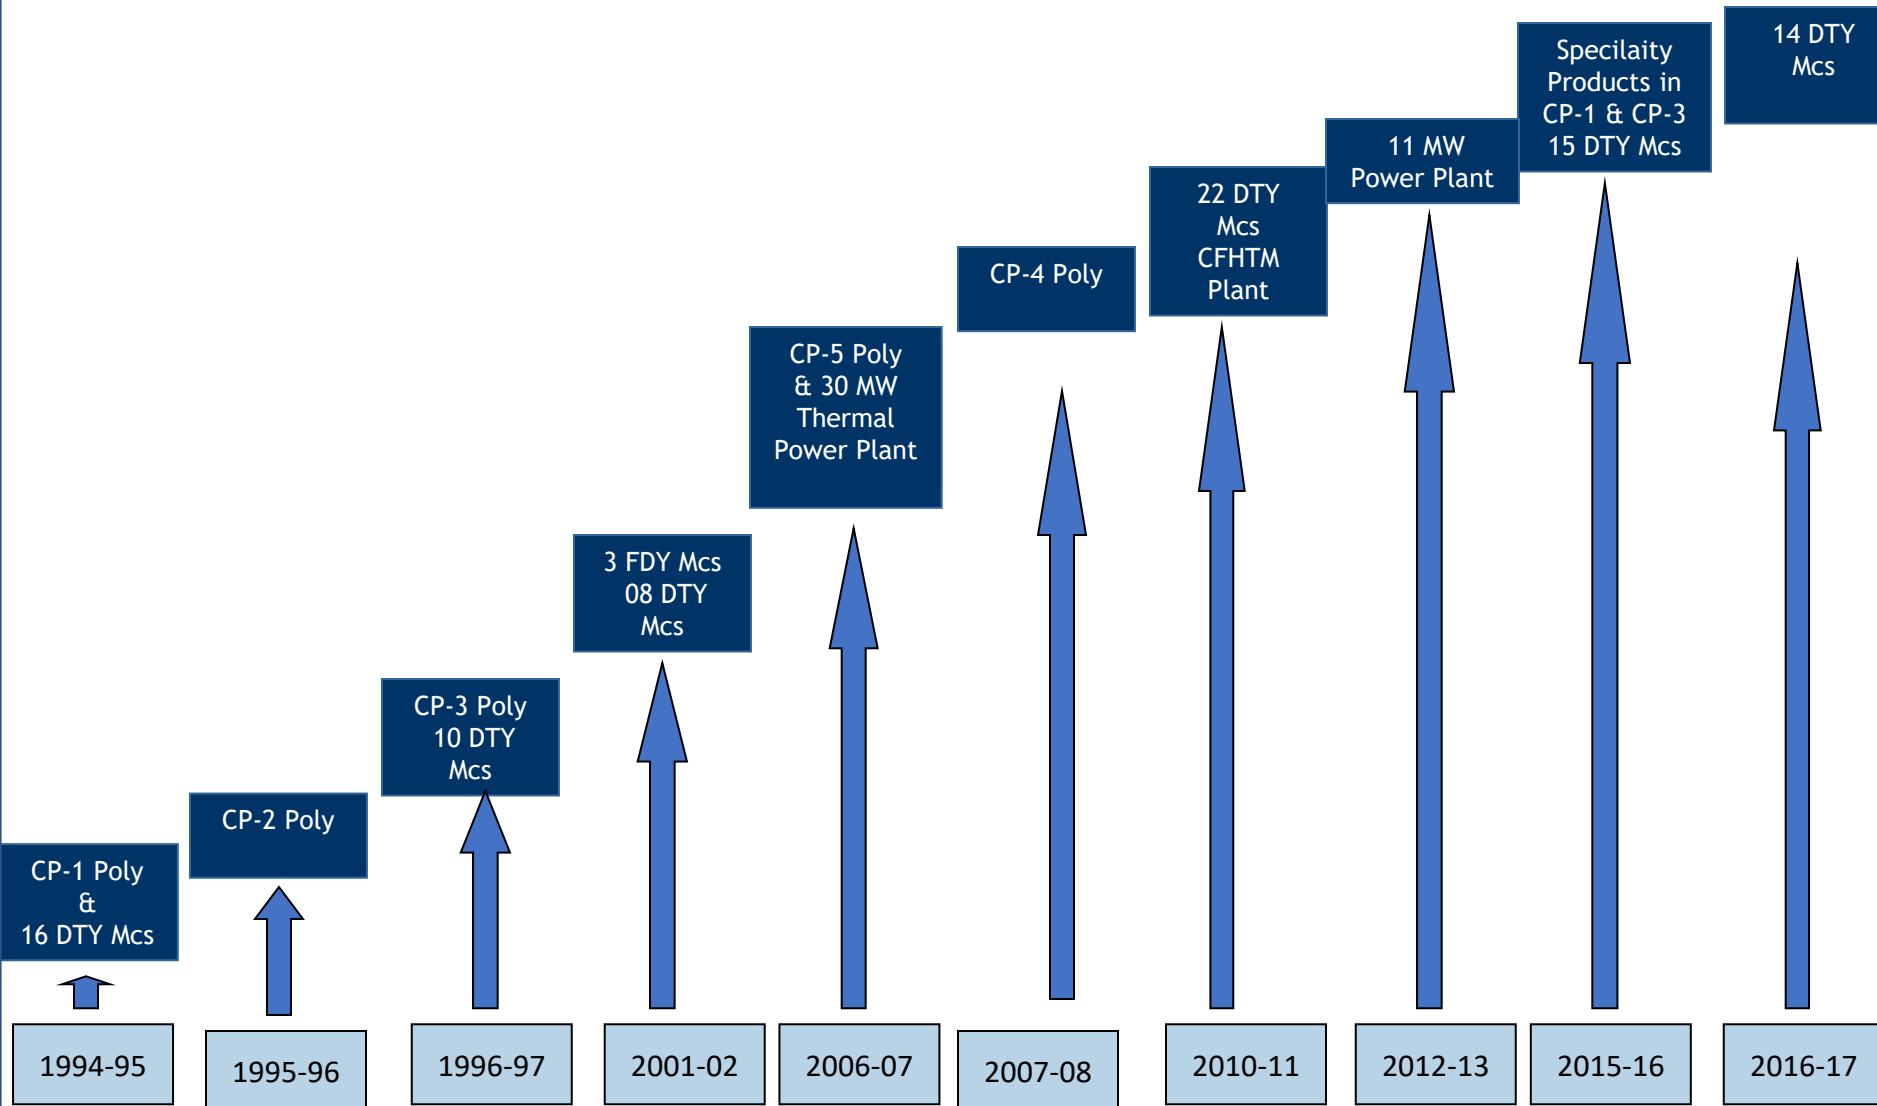 CP-1 Poly
&
16 DTY Mcs
CP-2 Poly
CP-3 Poly
10 DTY
Mcs
3 FDY Mcs
08 DTY
Mcs
CP-5 Poly
& 30 MW
Thermal
Power Plant
CP-4 Poly
22 DTY
Mcs
CFHTM
Plant
11 MW
Power Plant
Specilaity
Products in
CP-1 & CP-3
15 DTY Mcs
14 DTY
Mcs
1994-95
1995-96
1996-97
2001-02
2006-07
2007-08
2010-11
2012-13
2015-16
2016-17